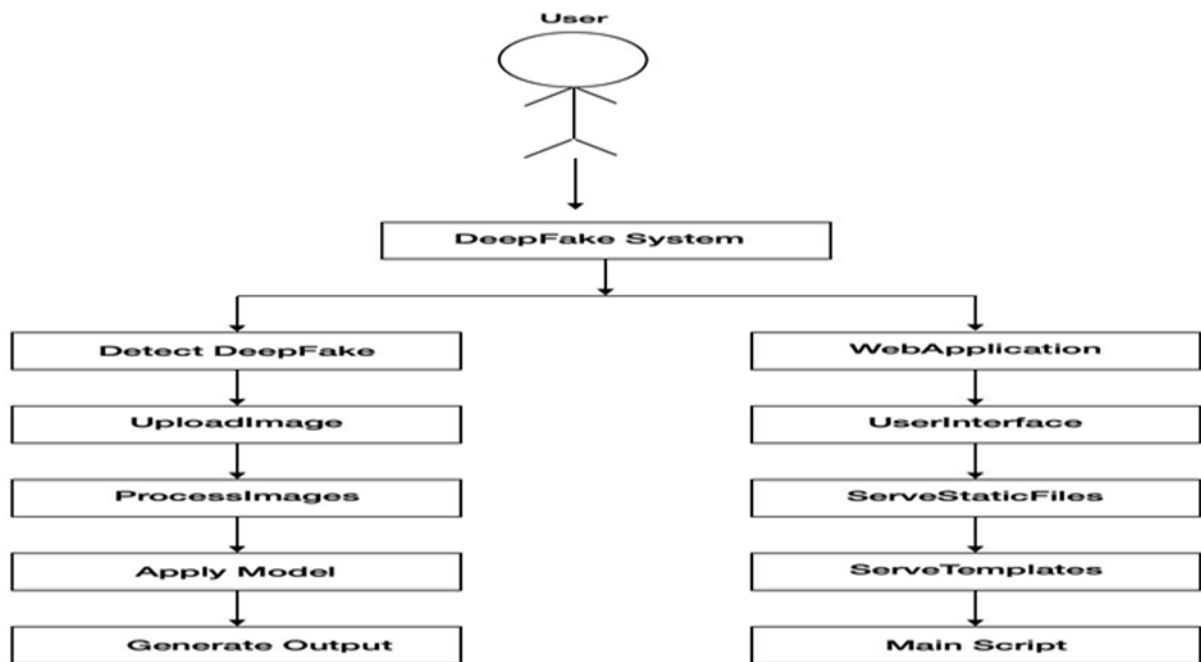 User
DeepFake System
Detect DeepFake
WebApplication
UploadImage
UserInterface
ProcessImages
ServeStaticFiles
Apply Model
ServeTemplates
Generate Output
Main Script